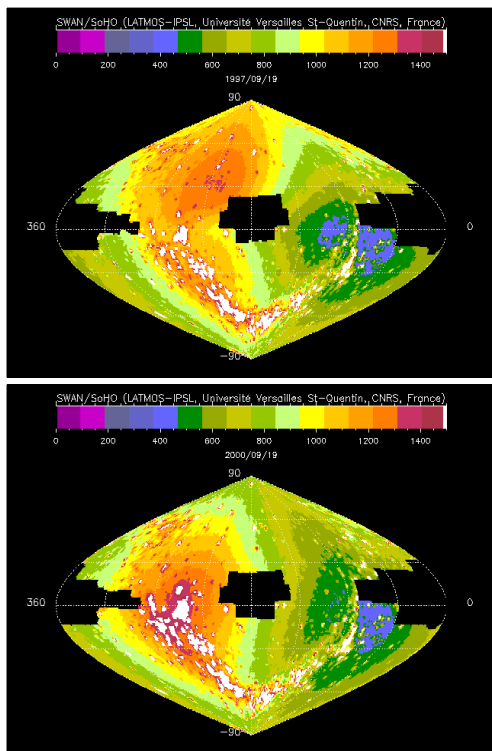 SWAN/SoHO (LATMOS-IPSL, Université Versailles St-Quentin, CNRS, France)
0 200 400 600 800 1000 1200 1400
1997/09/19
90
360 0
-90
SWAN/SoHO (LATMOS-IPSL, Université Versailles St-Quentin, CNRS, France)
0 200 400 600 800 1000 1200 1400
2000/09/19
90
360 0
-90